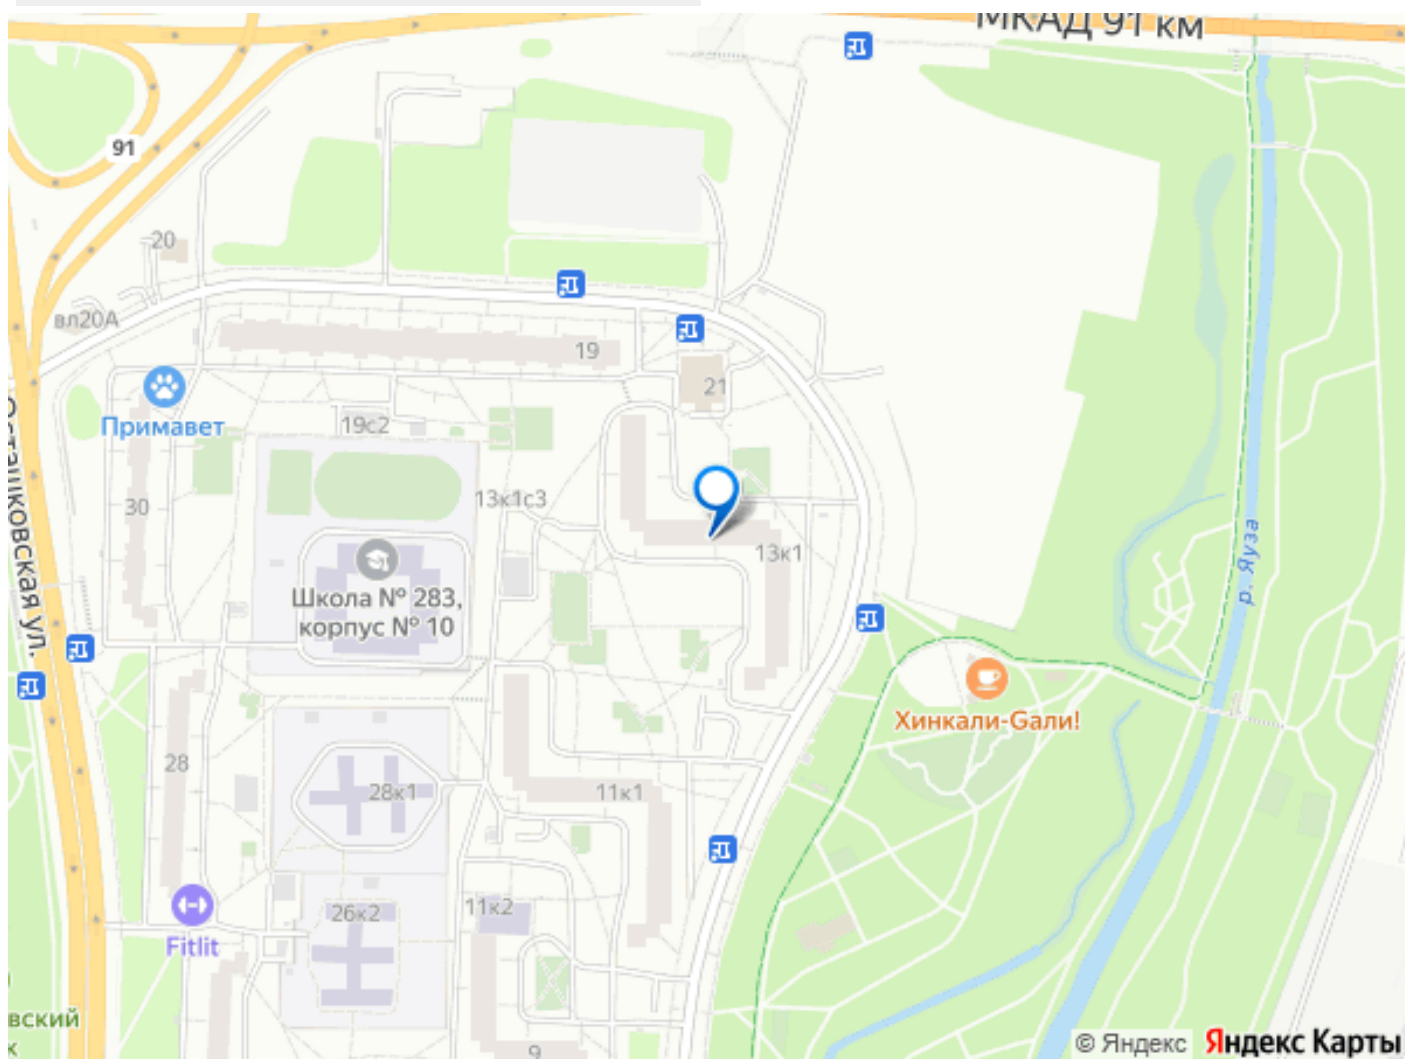 МКАД 91 км
91
20
вл20А
19
21
Примавет
19с2
30
13к1с3
13к1
Школа № 283,
корпус № 10
р. Яуза
Хинкали-Gали!
28
28к1
11к1
26к2
11к2
Fitlit
9
вский
к
© Яндекс
Яндекс Карты